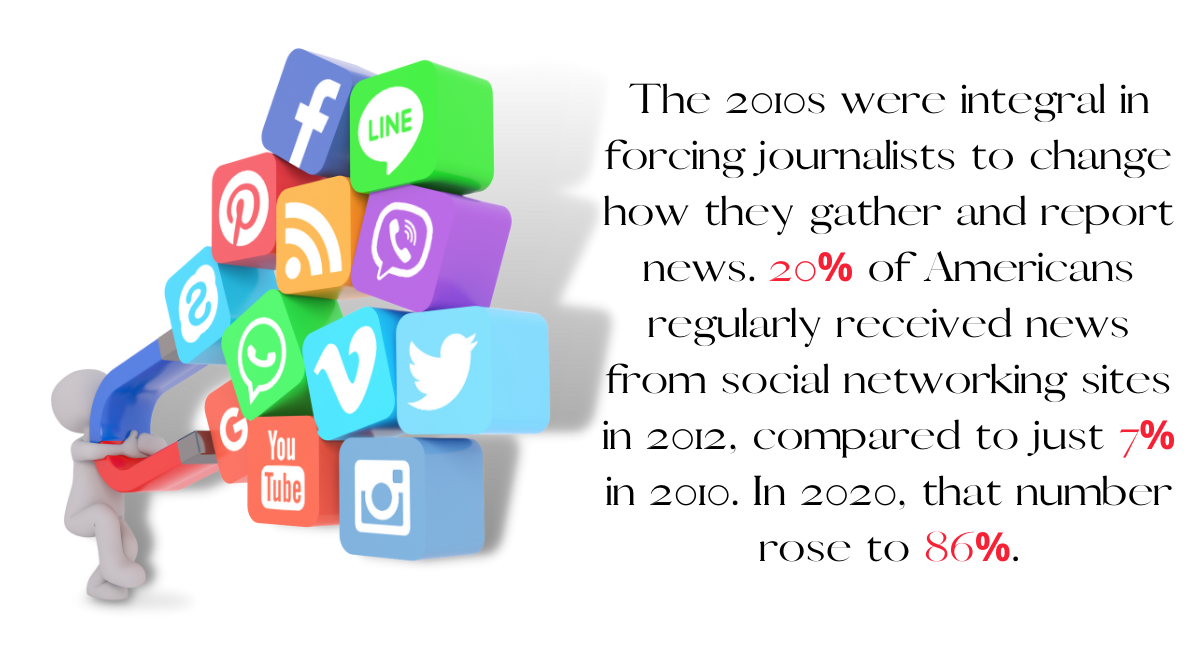 LINE
You
Tube
G
The 2010s were integral in
forcing journalists to change
how they gather and report
news. 20% of Americans
regularly received news
from social networking sites
in 2012, compared to just 7%
in 2010. In 2020, that number
rose to 86%.